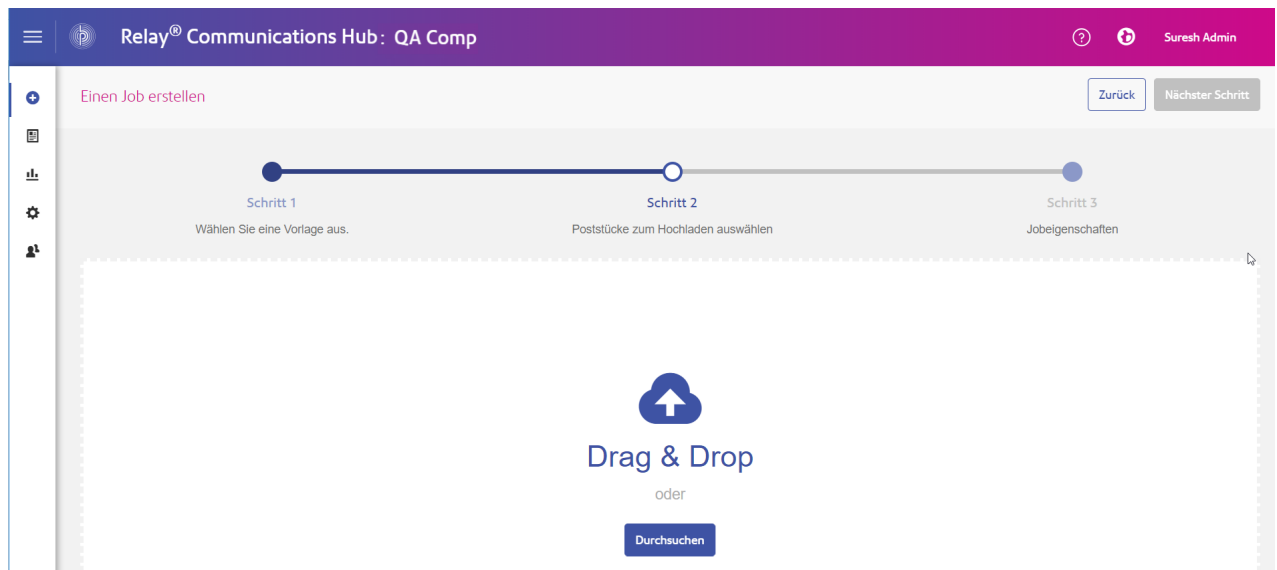 Relay® Communications Hub: QA Comp
Suresh Admin
Einen Job erstellen
Zurück
Nächster Schritt
Schritt 1
Schritt 2
Schritt 3
Wählen Sie eine Vorlage aus.
Poststücke zum Hochladen auswählen
Jobeigenschaften
Drag & Drop
oder
Durchsuchen